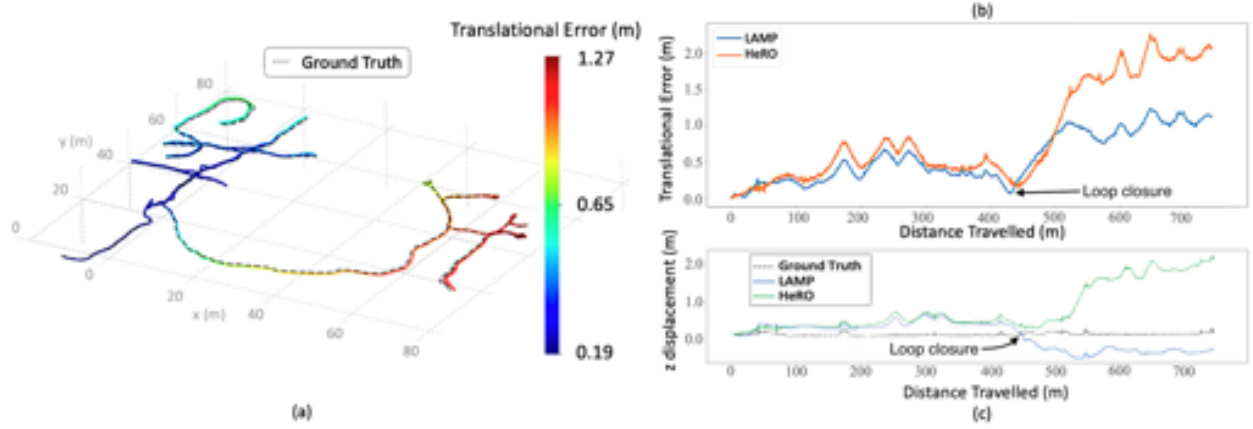 Translational Error (m)
Ground Truth
1.27
0.65
0.19
80
60
y (m)
40
20
0
0
20
x (m)
40
60
80
(a)
(b)
LAMP
HeRO
Translational Error (m)
2.0
1.5
1.0
0.5
0.0
Loop closure
0 100 200 300 400 500 600 700
Distance Travelled (m)
z displacement (m)
Ground Truth
LAMP
HeRO
2.0
1.0
0.0
Loop closure
0 100 200 300 400 500 600 700
Distance Travelled (m)
(c)